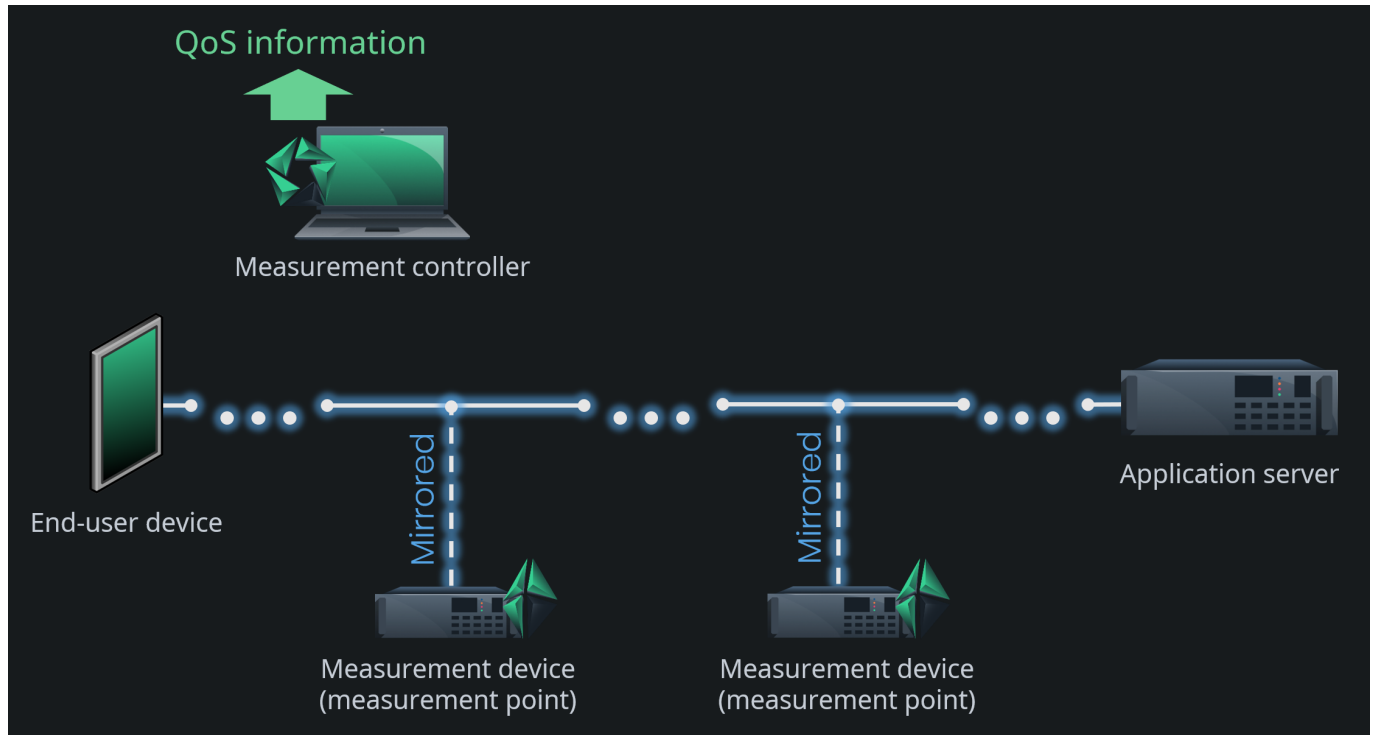 QoS information
Measurement controller
End-user device
Mirrored
Mirrored
Application server
Measurement device
(measurement point)
Measurement device
(measurement point)